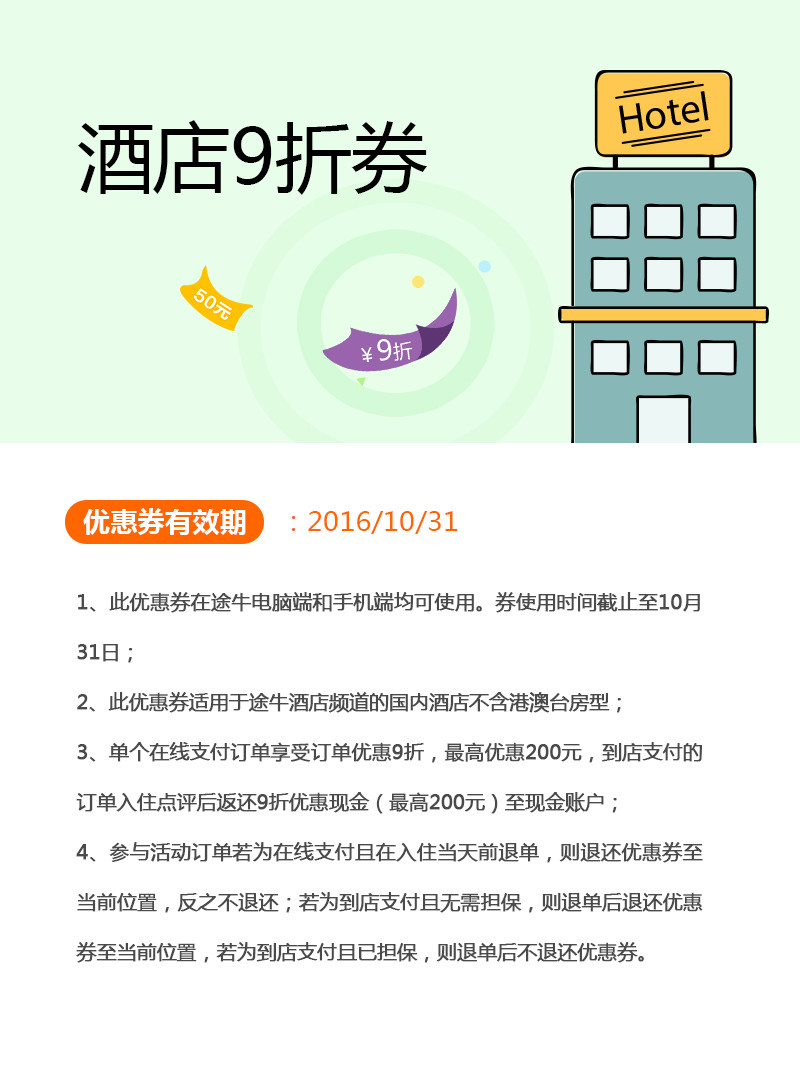 Hotel
酒店9折券
50元
¥9折
优惠券有效期 ：2016/10/31
1、此优惠券在途牛电脑端和手机端均可使用。券使用时间截止至10月
31日；
2、此优惠券适用于途牛酒店频道的国内酒店不含港澳台房型；
3、单个在线支付订单享受订单优惠9折，最高优惠200元，到店支付的
订单入住点评后返还9折优惠现金（最高200元）至现金账户；
4、参与活动订单若为在线支付且在入住当天前退单，则退还优惠券至
当前位置，反之不退还；若为到店支付且无需担保，则退单后退还优惠
券至当前位置，若为到店支付且已担保，则退单后不退还优惠券。